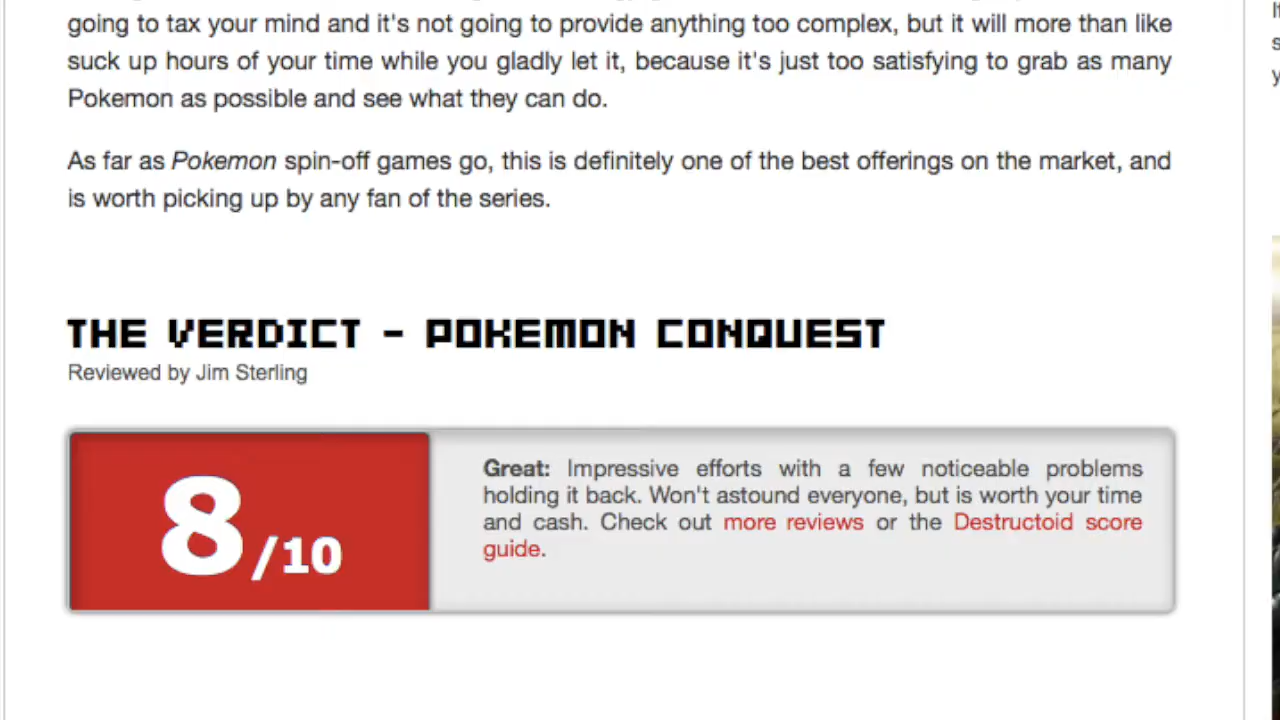 going to tax your mind and it's not going to provide anything too complex, but it will more than like
suck up hours of your time while you gladly let it, because it's just too satisfying to grab as many
Pokemon as possible and see what they can do.
As far as Pokemon spin-off games go, this is definitely one of the best offerings on the market, and
is worth picking up by any fan of the series.
THE VERDICT - POKEMON CONQUEST
Reviewed by Jim Sterling
8/10
Great: Impressive efforts with a few noticeable problems
holding it back. Won't astound everyone, but is worth your time
and cash. Check out more reviews or the Destructoid score
guide.